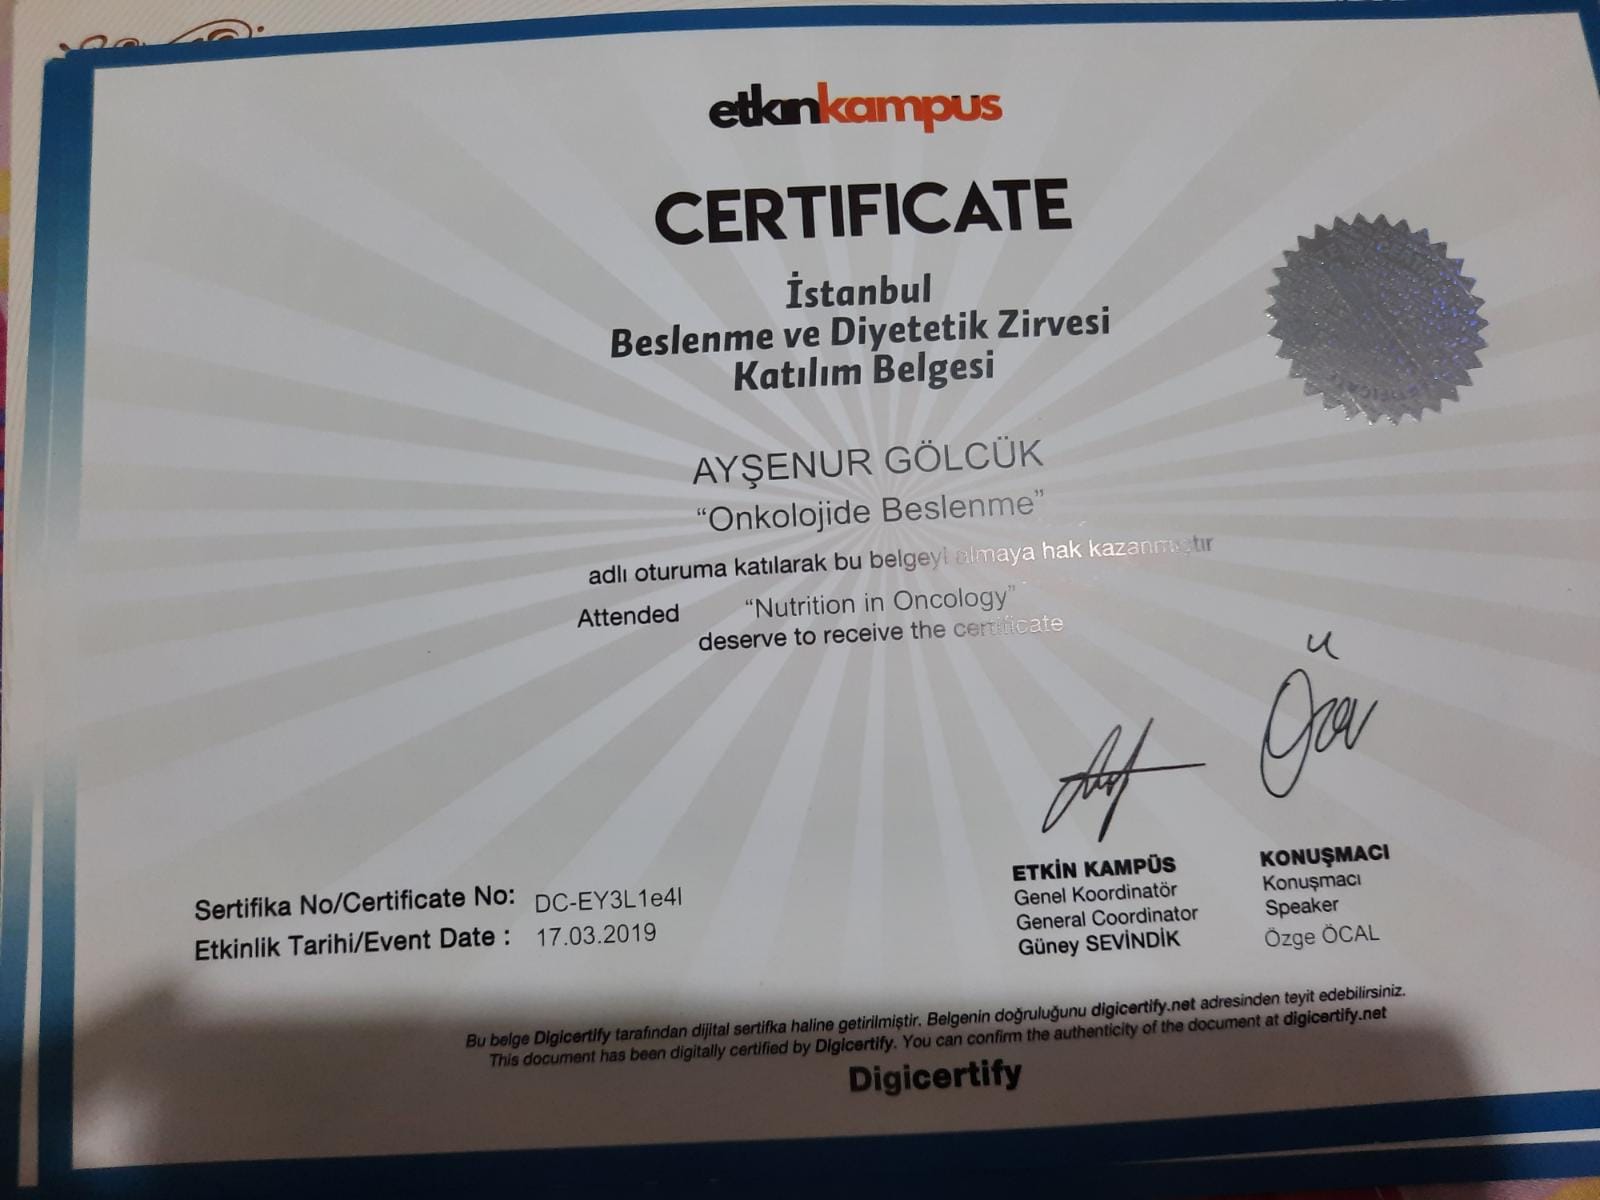 etkinkampus
CERTIFICATE
İstanbul
Beslenme ve Diyetetik Zirvesi
Katılım Belgesi
AYŞENUR GÖLCÜK
“Onkolojide Beslenme”
adlı oturuma katılarak bu belgeyi almaya hak kazanmıştır
Attended “Nutrition in Oncology”
deserve to receive the certificate
ETKİN KAMPÜS
Genel Koordinatör
General Coordinator
Güney SEVİNDİK
KONUŞMACI
Konuşmacı
Speaker
Özge ÖCAL
Sertifika No/Certificate No: DC-EY3L1e4l
Etkinlik Tarihi/Event Date : 17.03.2019
Bu belge Digicertify tarafından dijital sertifka haline getirilmiştir. Belgenin doğruluğunu digicertify.net adresinden teyit edebilirsiniz.
This document has been digitally certified by Digicertify. You can confirm the authenticity of the document at digicertify.net
Digicertify